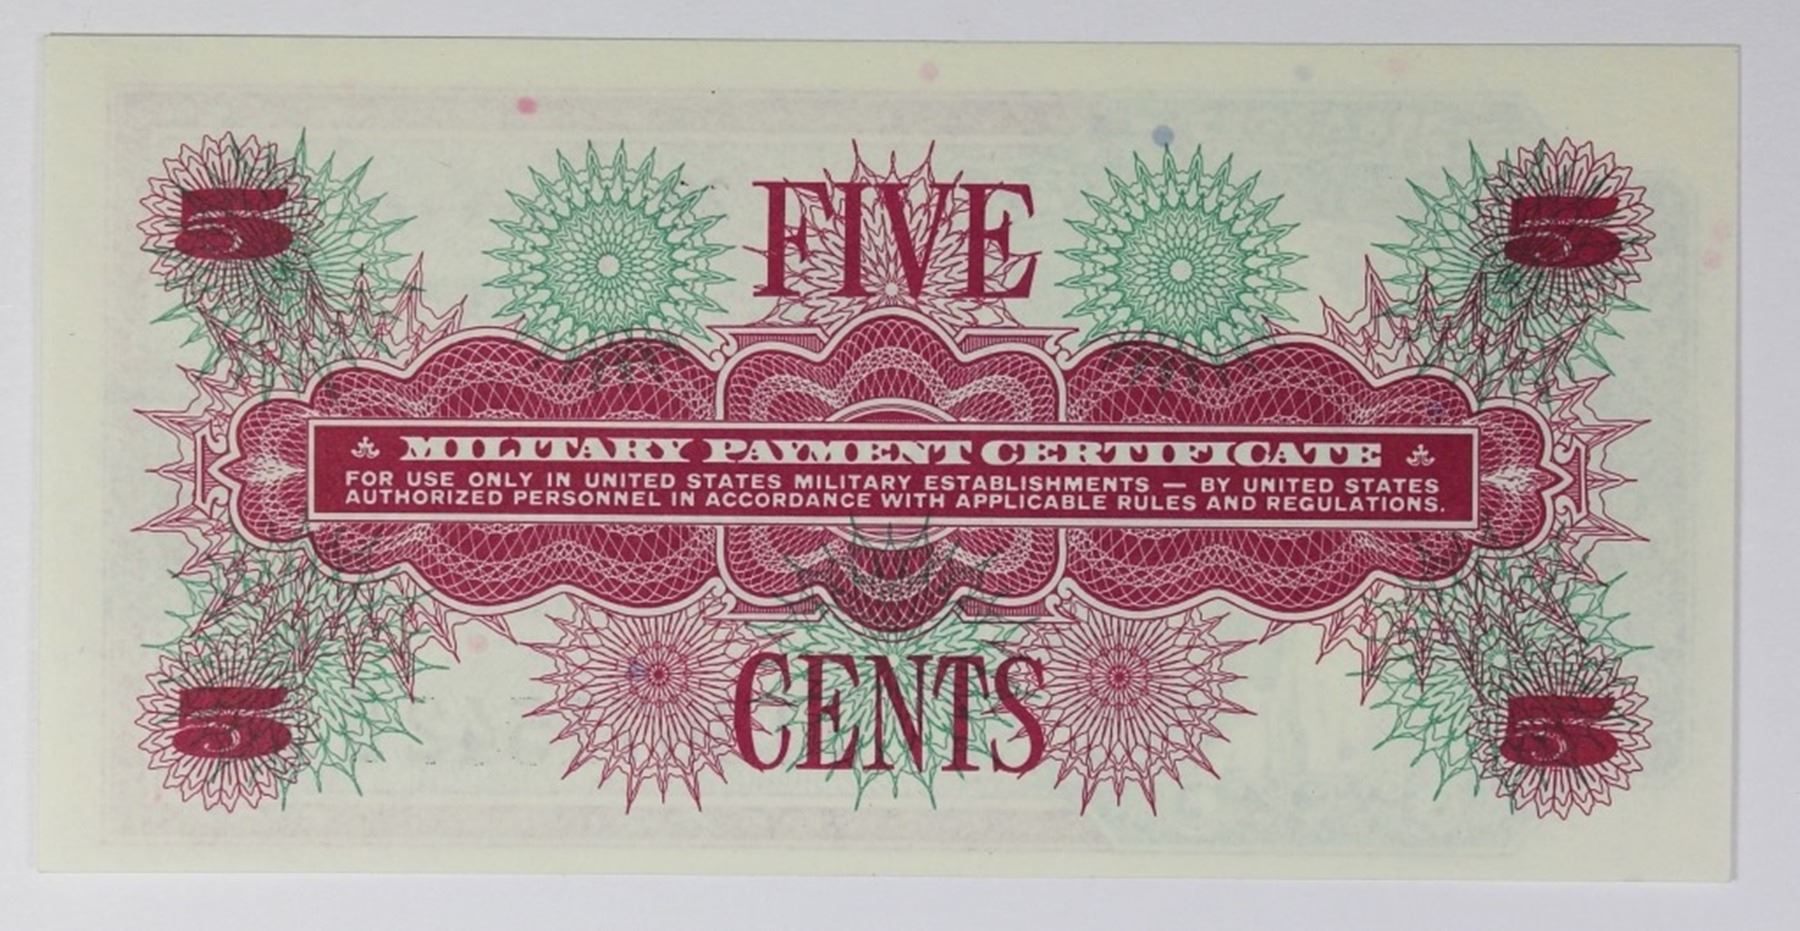 5 FIVE 5
MILITARY PAYMENT CERTIFICATE
FOR USE ONLY IN UNITED STATES MILITARY ESTABLISHMENTS — BY UNITED STATES
AUTHORIZED PERSONNEL IN ACCORDANCE WITH APPLICABLE RULES AND REGULATIONS.
5 CENTS 5